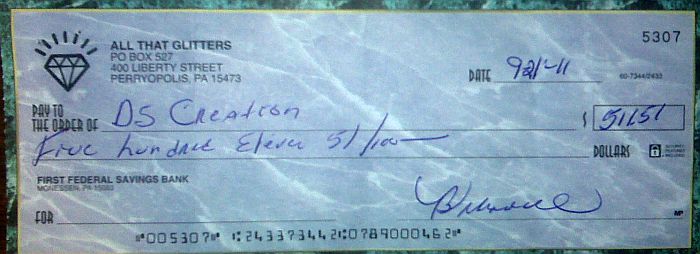 5307
ALL THAT GLITTERS
PO BOX 527
400 LIBERTY STREET
PERRYOPOLIS, PA 15473
DATE 9-21-11
60-7344/2433
PAY TO
THE ORDER OF DS Creation $ 511.51
Five hundred Eleven 51/100 DOLLARS
FIRST FEDERAL SAVINGS BANK
MONESSEN, PA 15062
FOR
MP
⑈005307⑈ ⑆243373442⑆0789000462⑈